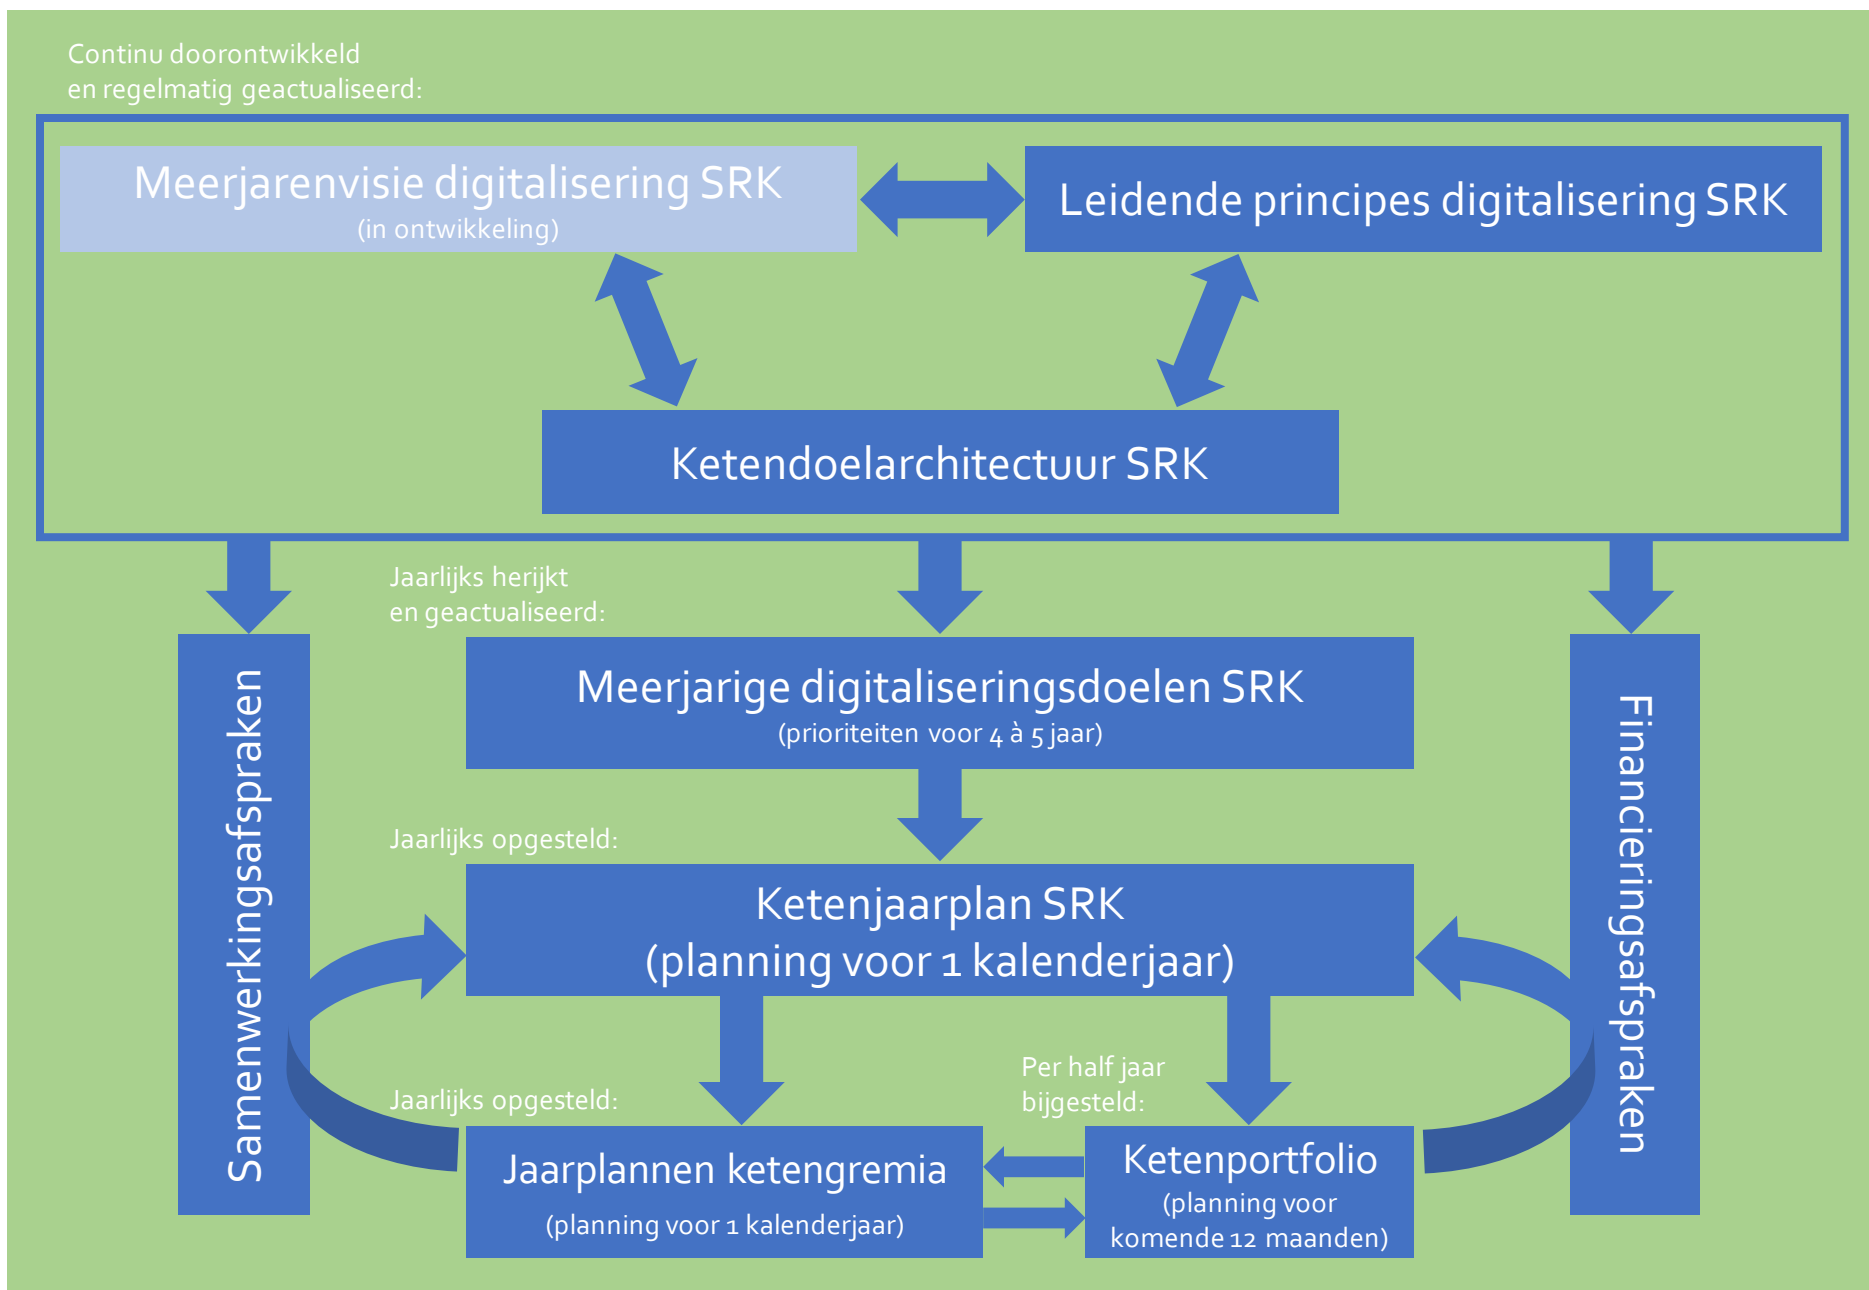 Continu doorontwikkeld
en regelmatig geactualiseerd:
Meerjarenvisie digitalisering SRK
(in ontwikkeling)
Leidende principes digitalisering SRK
Ketendoelarchitectuur SRK
Jaarlijks herijkt
en geactualiseerd:
Samenwerkingsafspraken
Meerjarige digitaliseringsdoelen SRK
(prioriteiten voor 4 à 5 jaar)
Financieringsafspraken
Jaarlijks opgesteld:
Ketenjaarplan SRK
(planning voor 1 kalenderjaar)
Jaarlijks opgesteld:
Per half jaar
bijgesteld:
Jaarplannen ketengremia
(planning voor 1 kalenderjaar)
Ketenportfolio
(planning voor
komende 12 maanden)